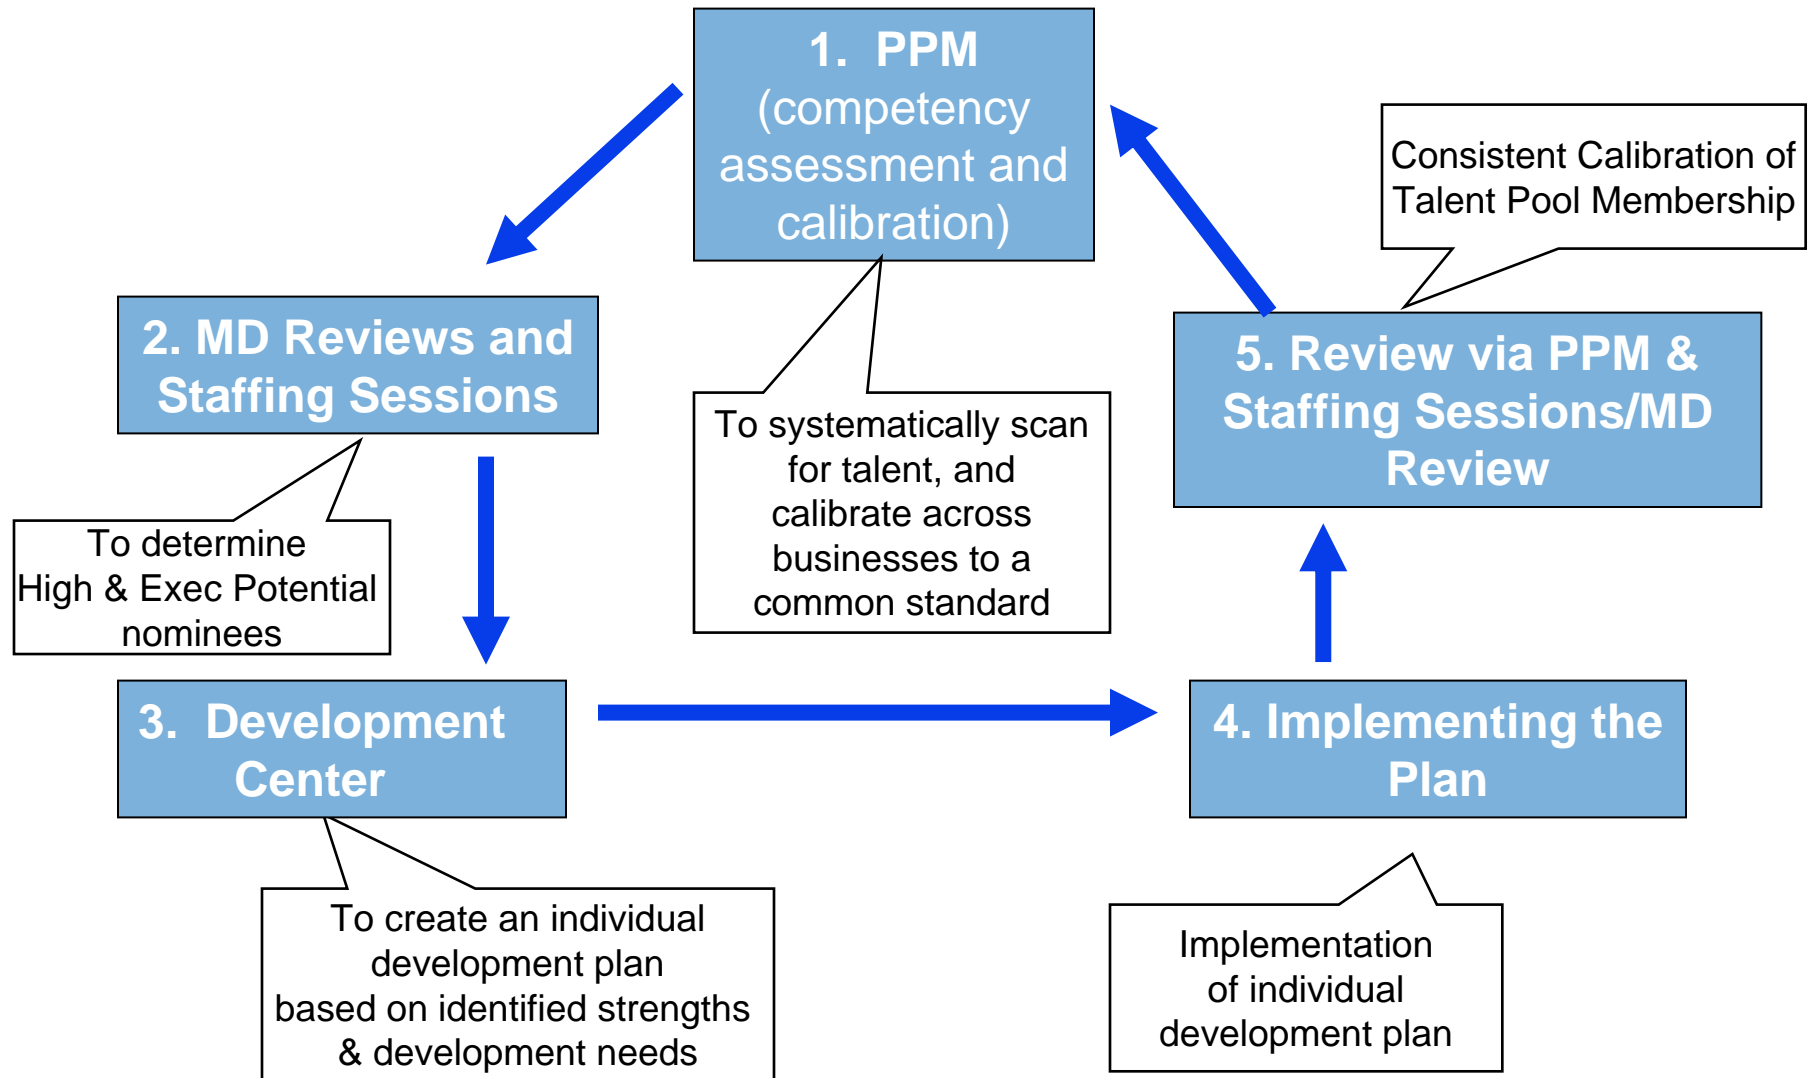 1.  PPM
(competency
assessment and
calibration)
Consistent Calibration of
Talent Pool Membership
2. MD Reviews and
Staffing Sessions
5. Review via PPM &
Staffing Sessions/MD
Review
To systematically scan
for talent, and
calibrate across
businesses to a
common standard
To determine
High & Exec Potential
nominees
3.  Development
Center
4. Implementing the
Plan
To create an individual
development plan
based on identified strengths
& development needs
Implementation
of individual
development plan